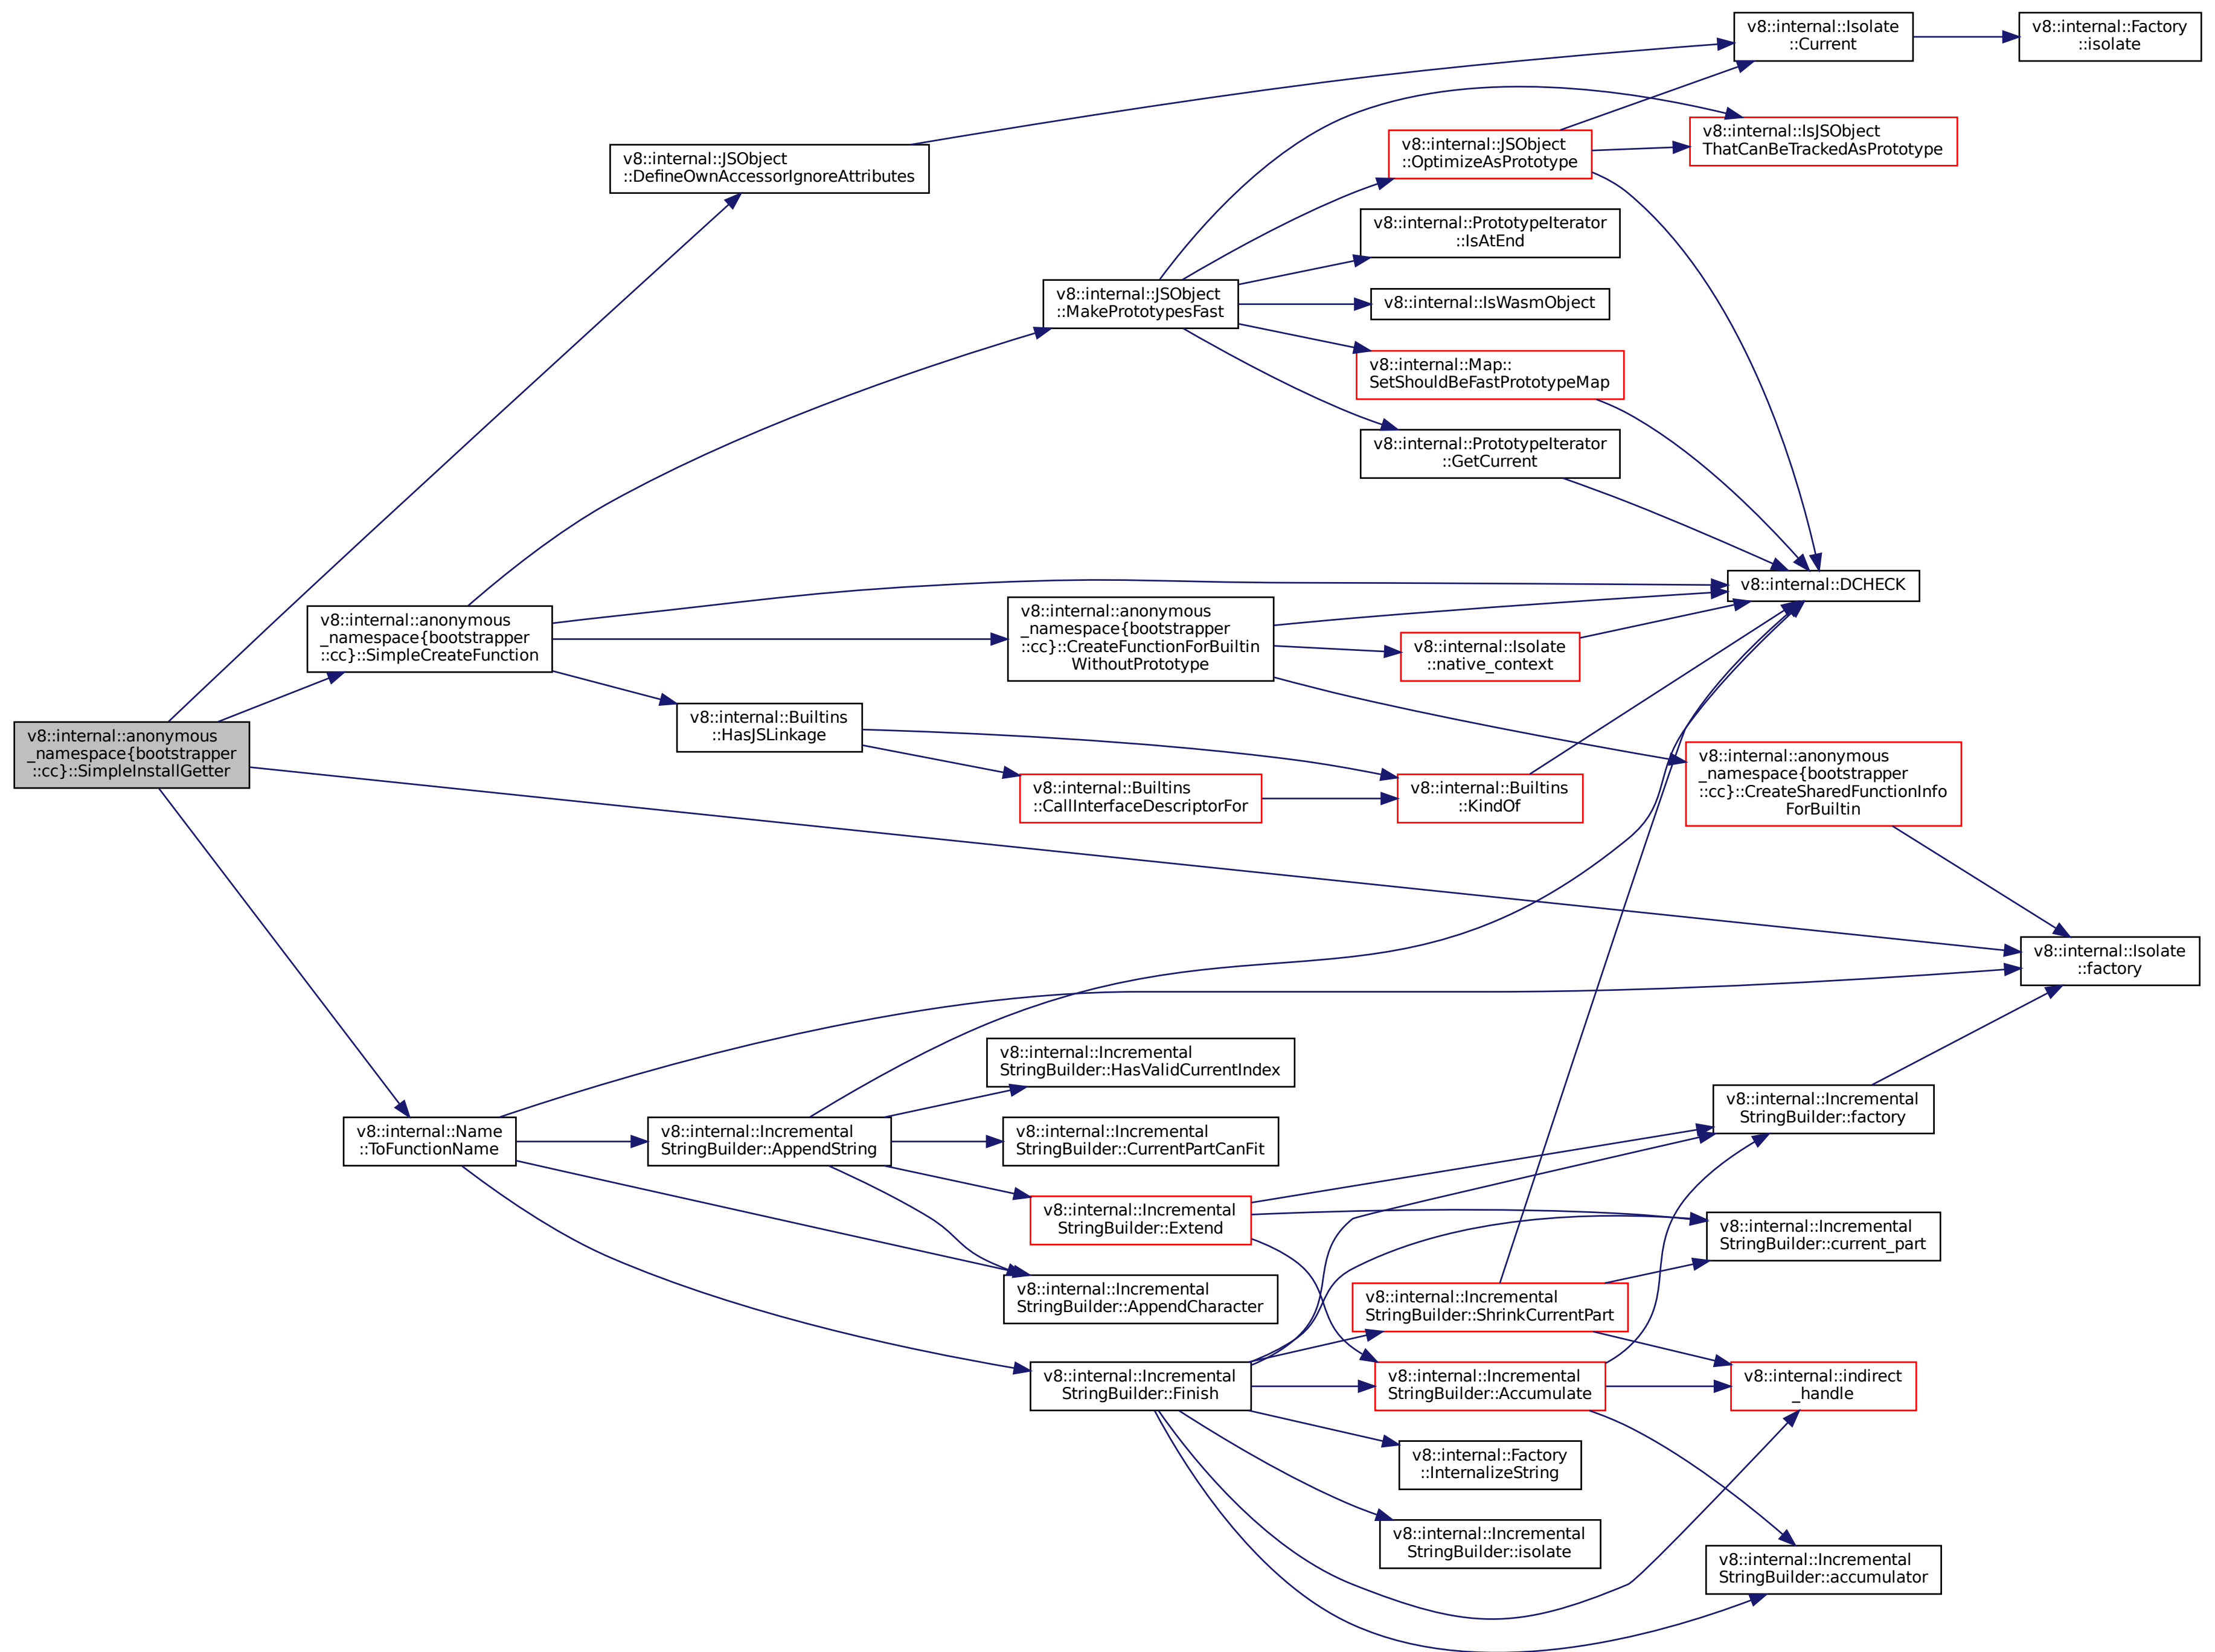 v8::internal::Isolate
::Current
v8::internal::Factory
::isolate
v8::internal::JSObject
::DefineOwnAccessorIgnoreAttributes
v8::internal::JSObject
::OptimizeAsPrototype
v8::internal::IsJSObject
ThatCanBeTrackedAsPrototype
v8::internal::PrototypeIterator
::IsAtEnd
v8::internal::JSObject
::MakePrototypesFast
v8::internal::IsWasmObject
v8::internal::Map::
SetShouldBeFastPrototypeMap
v8::internal::PrototypeIterator
::GetCurrent
v8::internal::DCHECK
v8::internal::anonymous
_namespace{bootstrapper
::cc}::SimpleCreateFunction
v8::internal::anonymous
_namespace{bootstrapper
::cc}::CreateFunctionForBuiltin
WithoutPrototype
v8::internal::Isolate
::native_context
v8::internal::Builtins
::HasJSLinkage
v8::internal::anonymous
_namespace{bootstrapper
::cc}::SimpleInstallGetter
v8::internal::Builtins
::CallInterfaceDescriptorFor
v8::internal::Builtins
::KindOf
v8::internal::anonymous
_namespace{bootstrapper
::cc}::CreateSharedFunctionInfo
ForBuiltin
v8::internal::Isolate
::factory
v8::internal::Incremental
StringBuilder::HasValidCurrentIndex
v8::internal::Name
::ToFunctionName
v8::internal::Incremental
StringBuilder::AppendString
v8::internal::Incremental
StringBuilder::CurrentPartCanFit
v8::internal::Incremental
StringBuilder::factory
v8::internal::Incremental
StringBuilder::Extend
v8::internal::Incremental
StringBuilder::current_part
v8::internal::Incremental
StringBuilder::AppendCharacter
v8::internal::Incremental
StringBuilder::ShrinkCurrentPart
v8::internal::Incremental
StringBuilder::Finish
v8::internal::Incremental
StringBuilder::Accumulate
v8::internal::indirect
_handle
v8::internal::Factory
::InternalizeString
v8::internal::Incremental
StringBuilder::isolate
v8::internal::Incremental
StringBuilder::accumulator